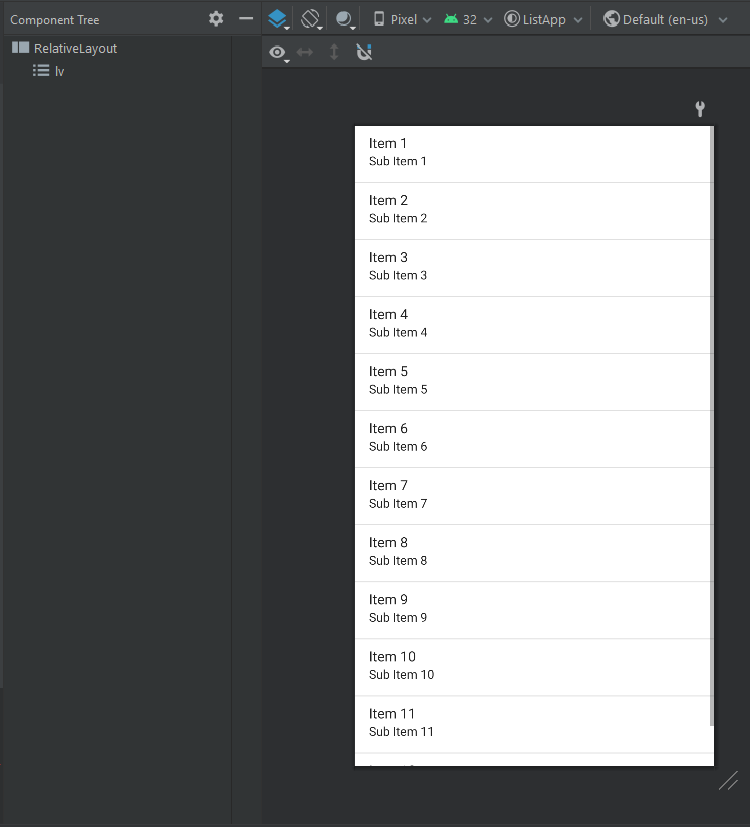 Component Tree
Pixel 32 ListApp Default (en-us)
RelativeLayout
lv
Item 1
Sub Item 1
Item 2
Sub Item 2
Item 3
Sub Item 3
Item 4
Sub Item 4
Item 5
Sub Item 5
Item 6
Sub Item 6
Item 7
Sub Item 7
Item 8
Sub Item 8
Item 9
Sub Item 9
Item 10
Sub Item 10
Item 11
Sub Item 11